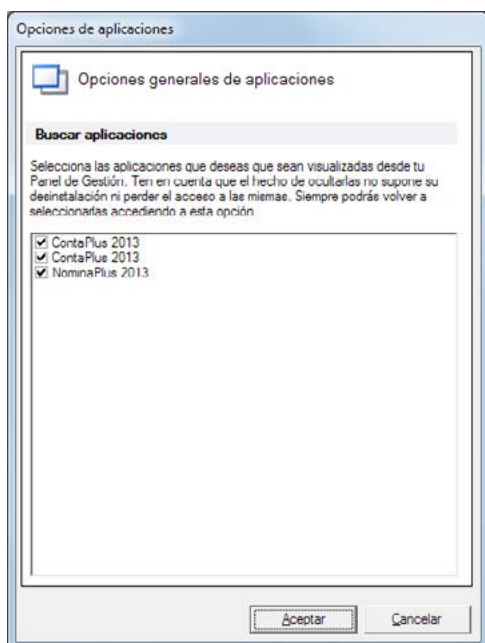 Opciones de aplicaciones
Opciones generales de aplicaciones
Buscar aplicaciones
Selecciona las aplicaciones que deseas que sean visualizadas desde tu
Panel de Gestión. Ten en cuenta que el hecho de ocultarlas no supone su
desinstalación ni perder el acceso a las mismas. Siempre podrás volver a
seleccionarlas accediendo a esta opción
ContaPlus 2013
ContaPlus 2013
NominaPlus 2013
Aceptar Cancelar